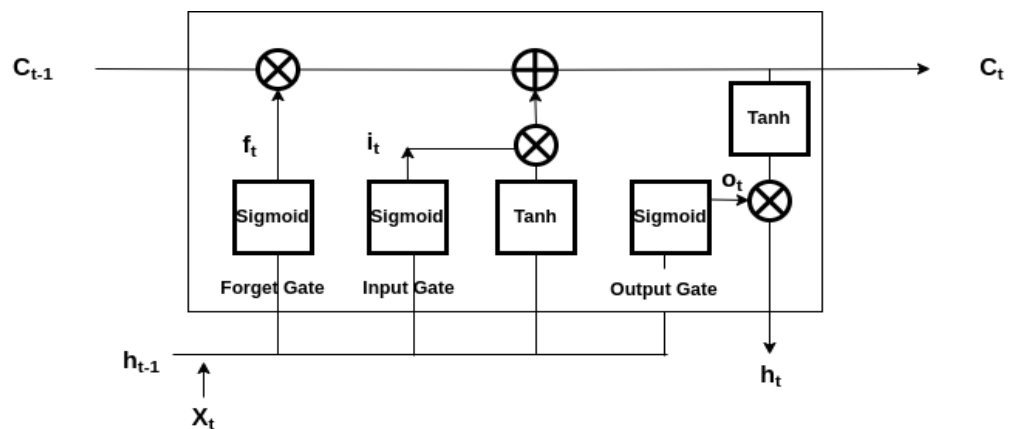 C_t-1
C_t
Tanh
f_t
i_t
o_t
Sigmoid
Sigmoid
Tanh
Sigmoid
Forget Gate
Input Gate
Output Gate
h_t-1
h_t
X_t